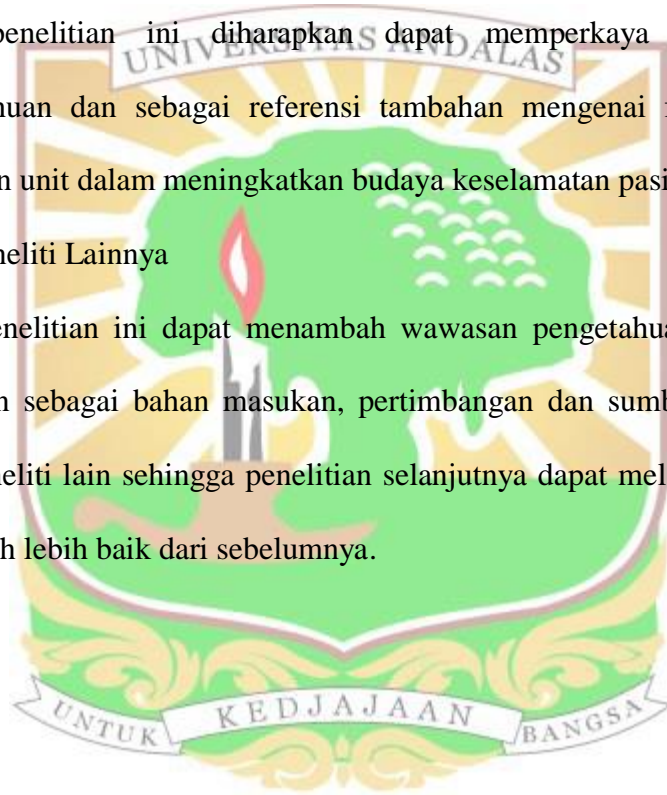 penelitian ini diharapkan dapat memperkaya
UNIVERSITAS ANDALAS
huan dan sebagai referensi tambahan mengenai
n unit dalam meningkatkan budaya keselamatan pasi
neliti Lainnya
enelitian ini dapat menambah wawasan pengetahua
n sebagai bahan masukan, pertimbangan dan sumb
neliti lain sehingga penelitian selanjutnya dapat mel
h lebih baik dari sebelumnya.
UNTUK KEDJAJAAN BANGSA